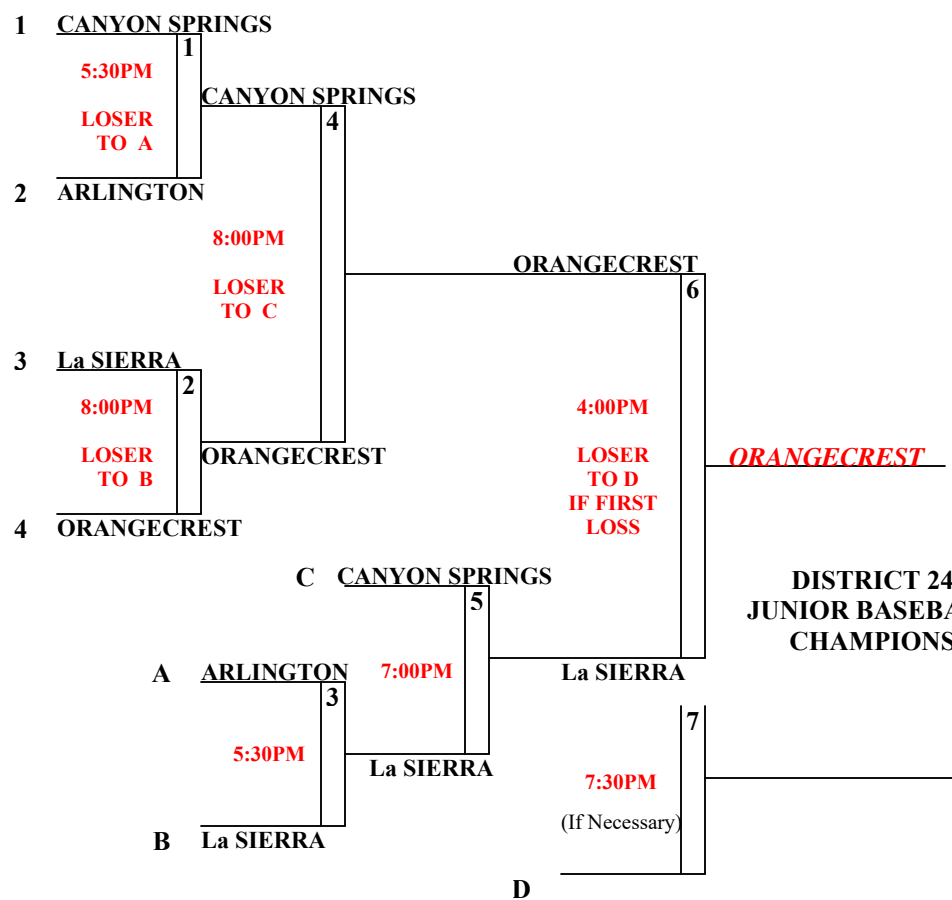 1 CANYON SPRINGS
1
5:30PM
LOSER
TO A
2 ARLINGTON
CANYON SPRINGS
4
8:00PM
LOSER
TO C
3 La SIERRA
2
8:00PM
LOSER
TO B
4 ORANGECREST
ORANGECREST
ORANGECREST
6
4:00PM
LOSER
TO D
IF FIRST
LOSS
ORANGECREST
DISTRICT 24
JUNIOR BASEBA
CHAMPIONS
C CANYON SPRINGS
5
7:00PM
A ARLINGTON
3
5:30PM
B La SIERRA
La SIERRA
La SIERRA
7
7:30PM
(If Necessary)
D